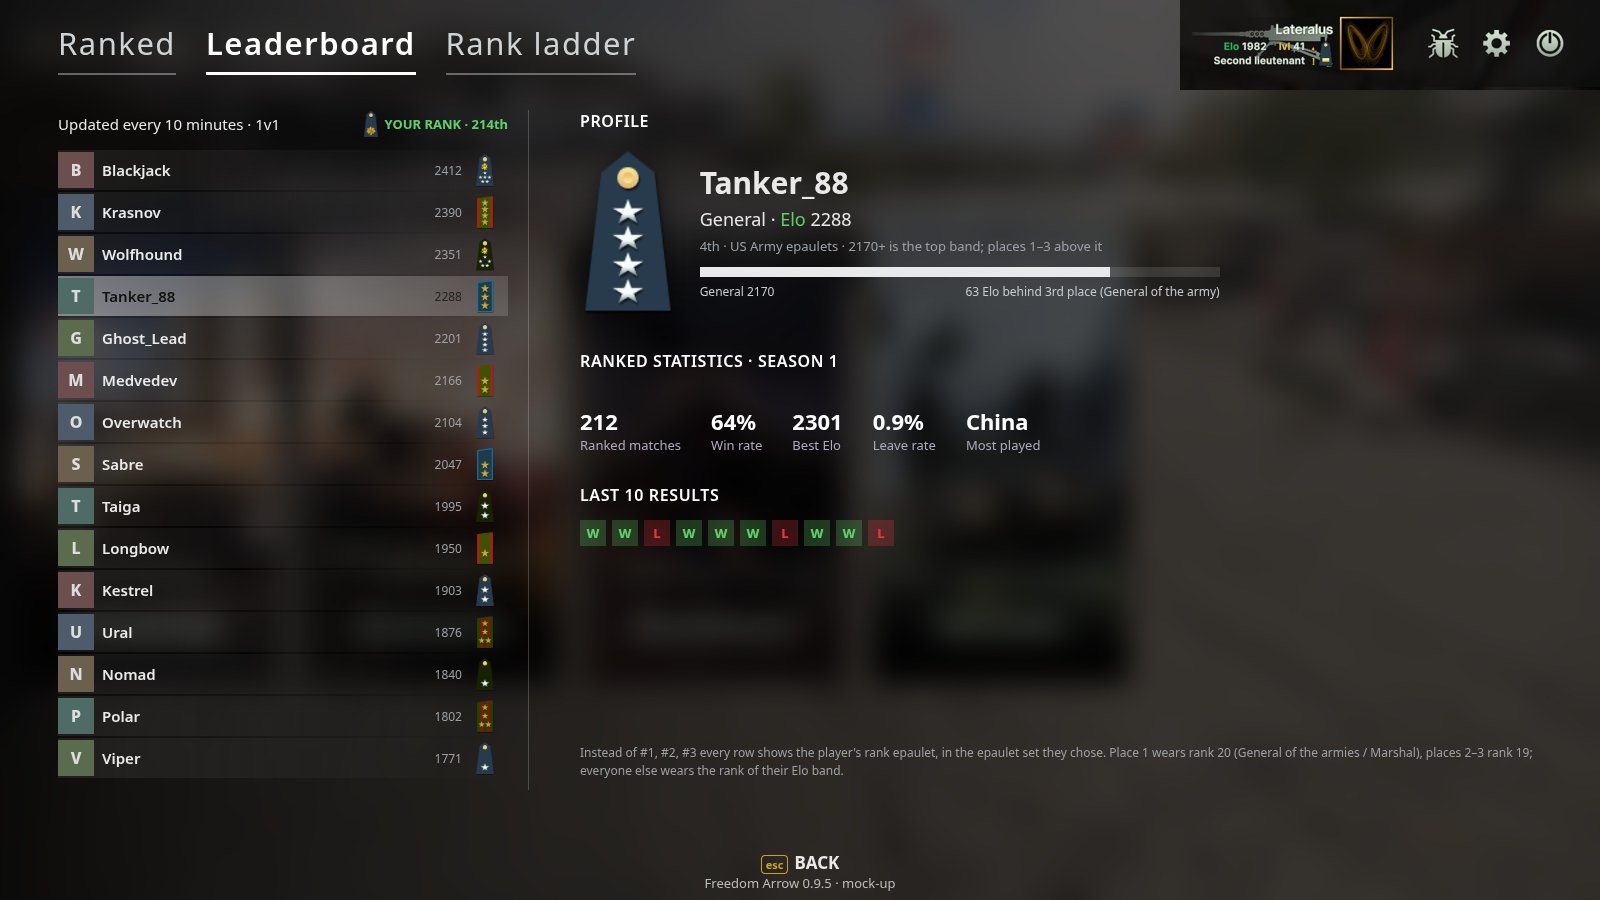 Ranked Leaderboard Rank ladder
Lateralus
Elo 1982 lvl 41
Second lieutenant
Updated every 10 minutes · 1v1
YOUR RANK · 214th
B Blackjack 2412
K Krasnov 2390
W Wolfhound 2351
T Tanker_88 2288
G Ghost_Lead 2201
M Medvedev 2166
O Overwatch 2104
S Sabre 2047
T Taiga 1995
L Longbow 1950
K Kestrel 1903
U Ural 1876
N Nomad 1840
P Polar 1802
V Viper 1771
PROFILE
Tanker_88
General · Elo 2288
4th · US Army epaulets · 2170+ is the top band; places 1–3 above it
General 2170
63 Elo behind 3rd place (General of the army)
RANKED STATISTICS · SEASON 1
212 64% 2301 0.9% China
Ranked matches Win rate Best Elo Leave rate Most played
LAST 10 RESULTS
W W L W W W L W W L
Instead of #1, #2, #3 every row shows the player's rank epaulet, in the epaulet set they chose. Place 1 wears rank 20 (General of the armies / Marshal), places 2–3 rank 19;
everyone else wears the rank of their Elo band.
esc BACK
Freedom Arrow 0.9.5 · mock-up